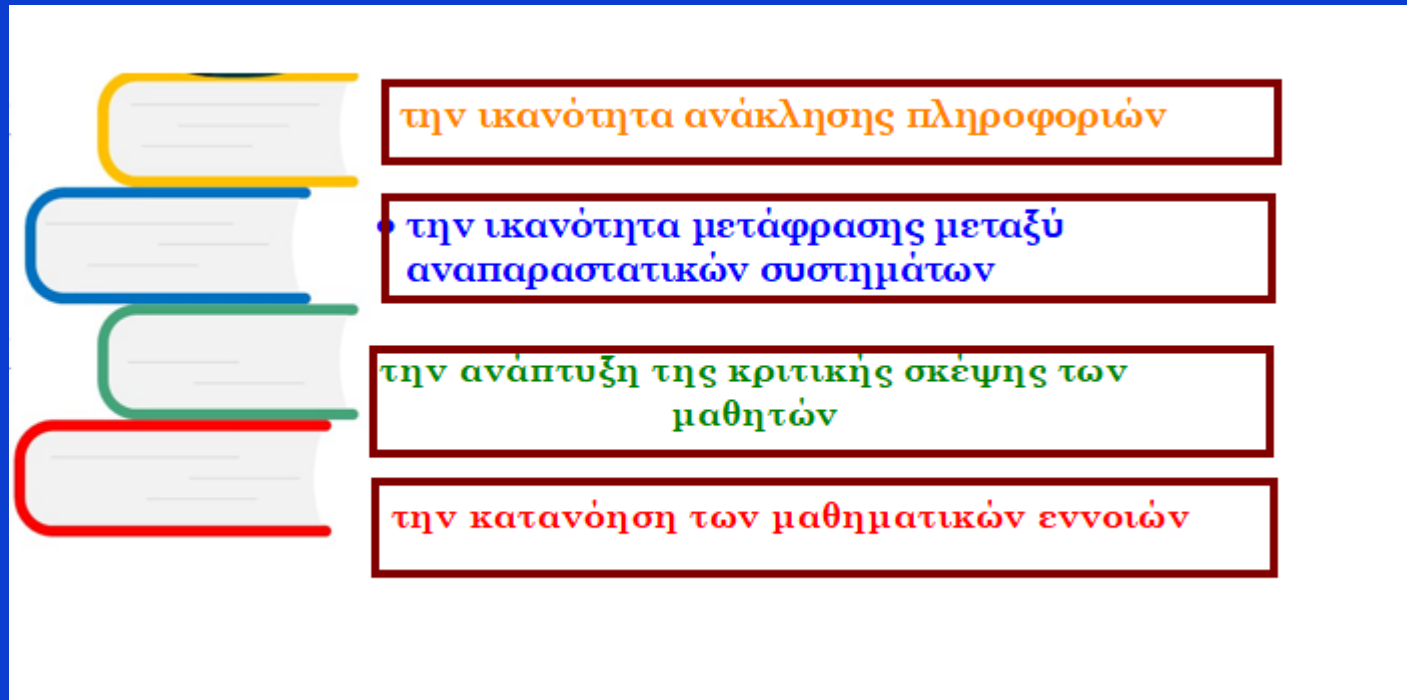 την ικανότητα ανάκλησης πληροφοριών
• την ικανότητα μετάφρασης μεταξύ
αναπαραστατικών συστημάτων
την ανάπτυξη της κριτικής σκέψης των
μαθητών
την κατανόηση των μαθηματικών εννοιών